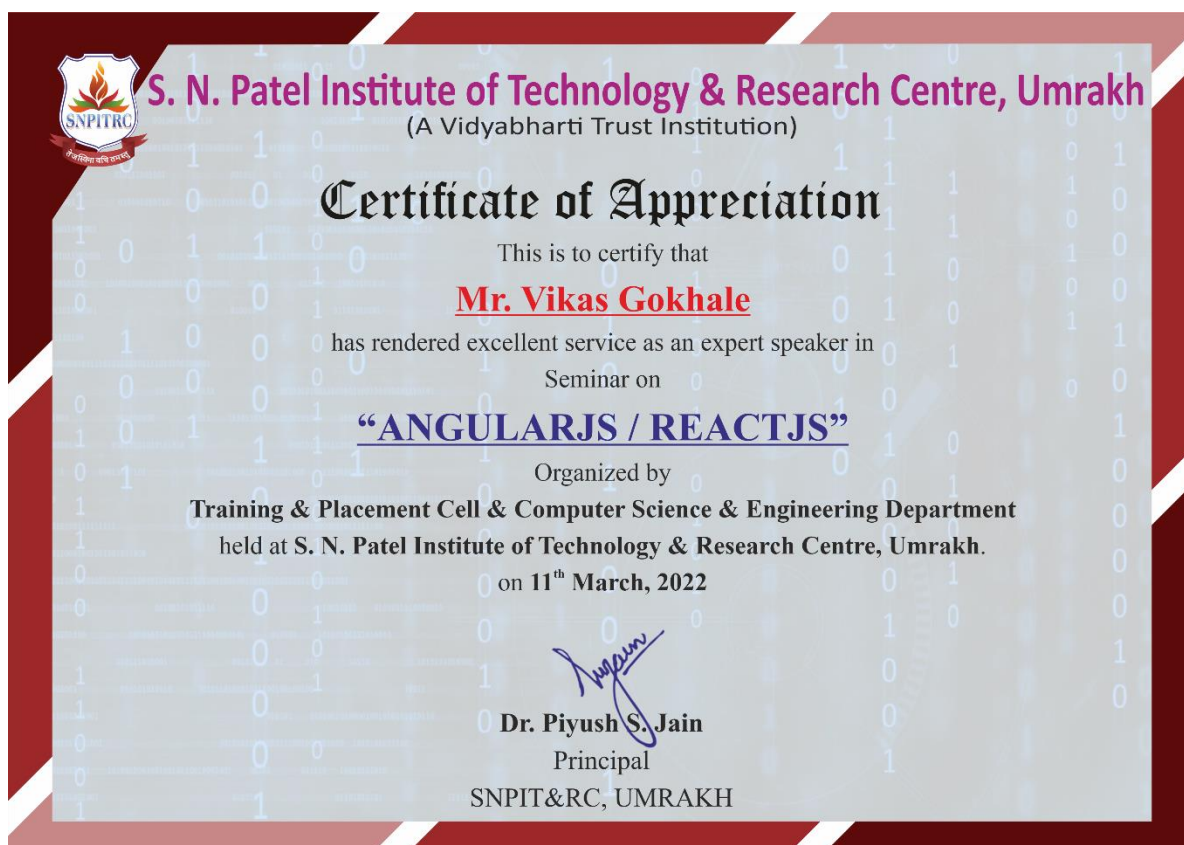 S. N. Patel Institute of Technology & Research Centre, Umrakh
(A Vidyabharti Trust Institution)
SNPITRC
Certificate of Appreciation
This is to certify that
Mr. Vikas Gokhale
has rendered excellent service as an expert speaker in
Seminar on
“ANGULARJS / REACTJS”
Organized by
Training & Placement Cell & Computer Science & Engineering Department
held at S. N. Patel Institute of Technology & Research Centre, Umrakh.
on 11th March, 2022
Dr. Piyush S. Jain
Principal
SNPIT&RC, UMRAKH